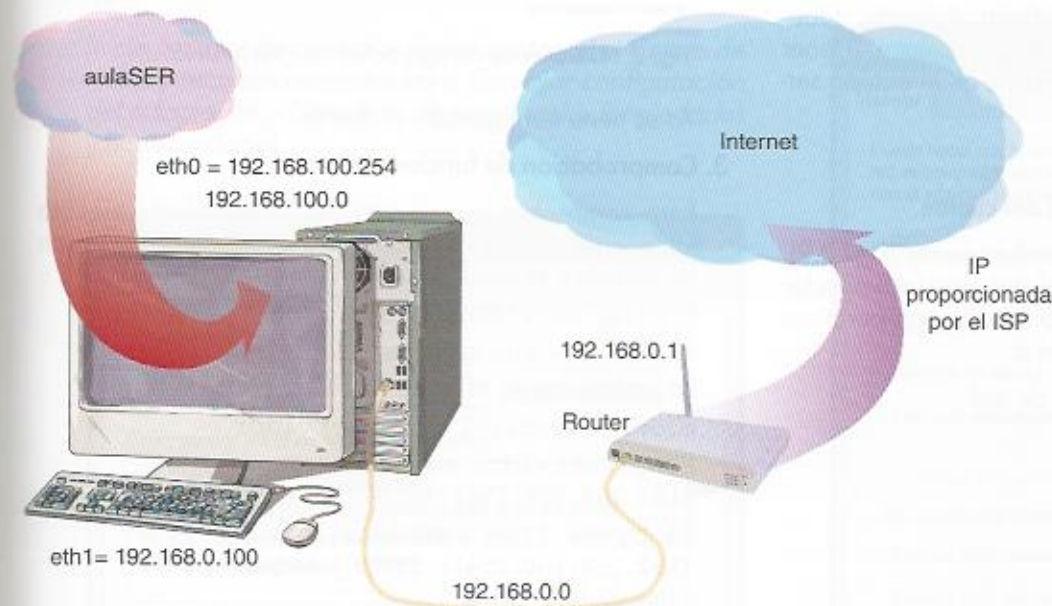 aulaSER
eth0 = 192.168.100.254
192.168.100.0
Internet
IP
proporcionada
por el ISP
192.168.0.1
Router
eth1= 192.168.0.100
192.168.0.0